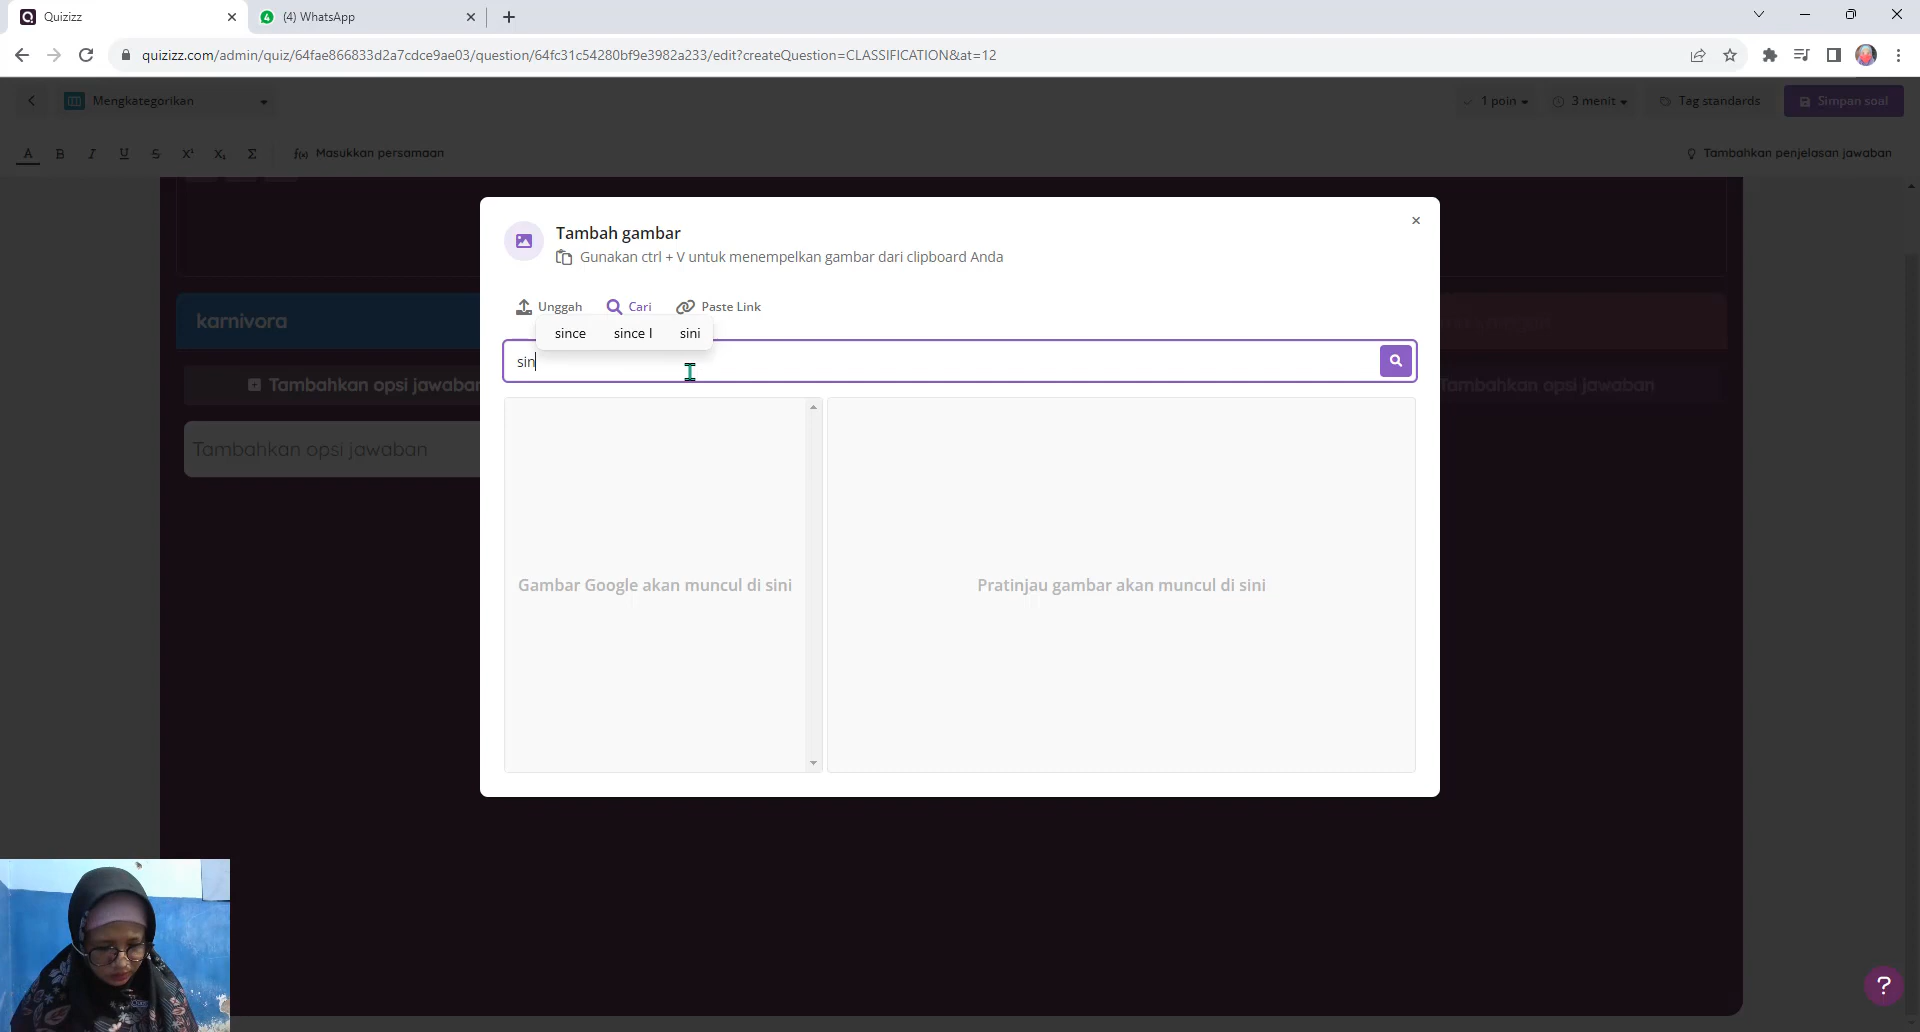 Quizizz
4
(4) WhatsApp
quizizz.com/admin/quiz/64fae866833d2a7cdce9ae03/question/64fc31c54280bf9e3982a233/edit?createQuestion=CLASSIFICATION&at=12
Mengkategorikan
1 poin
3 menit
Tag standards
Simpan soal
A B I U S X² X₂ Σ
f(x) Masukkan persamaan
Tambahkan penjelasan jawaban
Tambah gambar
Gunakan ctrl + V untuk menempelkan gambar dari clipboard Anda
Unggah Cari Paste Link
since since I sini
sin
karnivora
Tambahkan opsi jawaban
Tambahkan opsi jawaban
Tambahkan opsi jawaban
Gambar Google akan muncul di sini
Pratinjau gambar akan muncul di sini
?